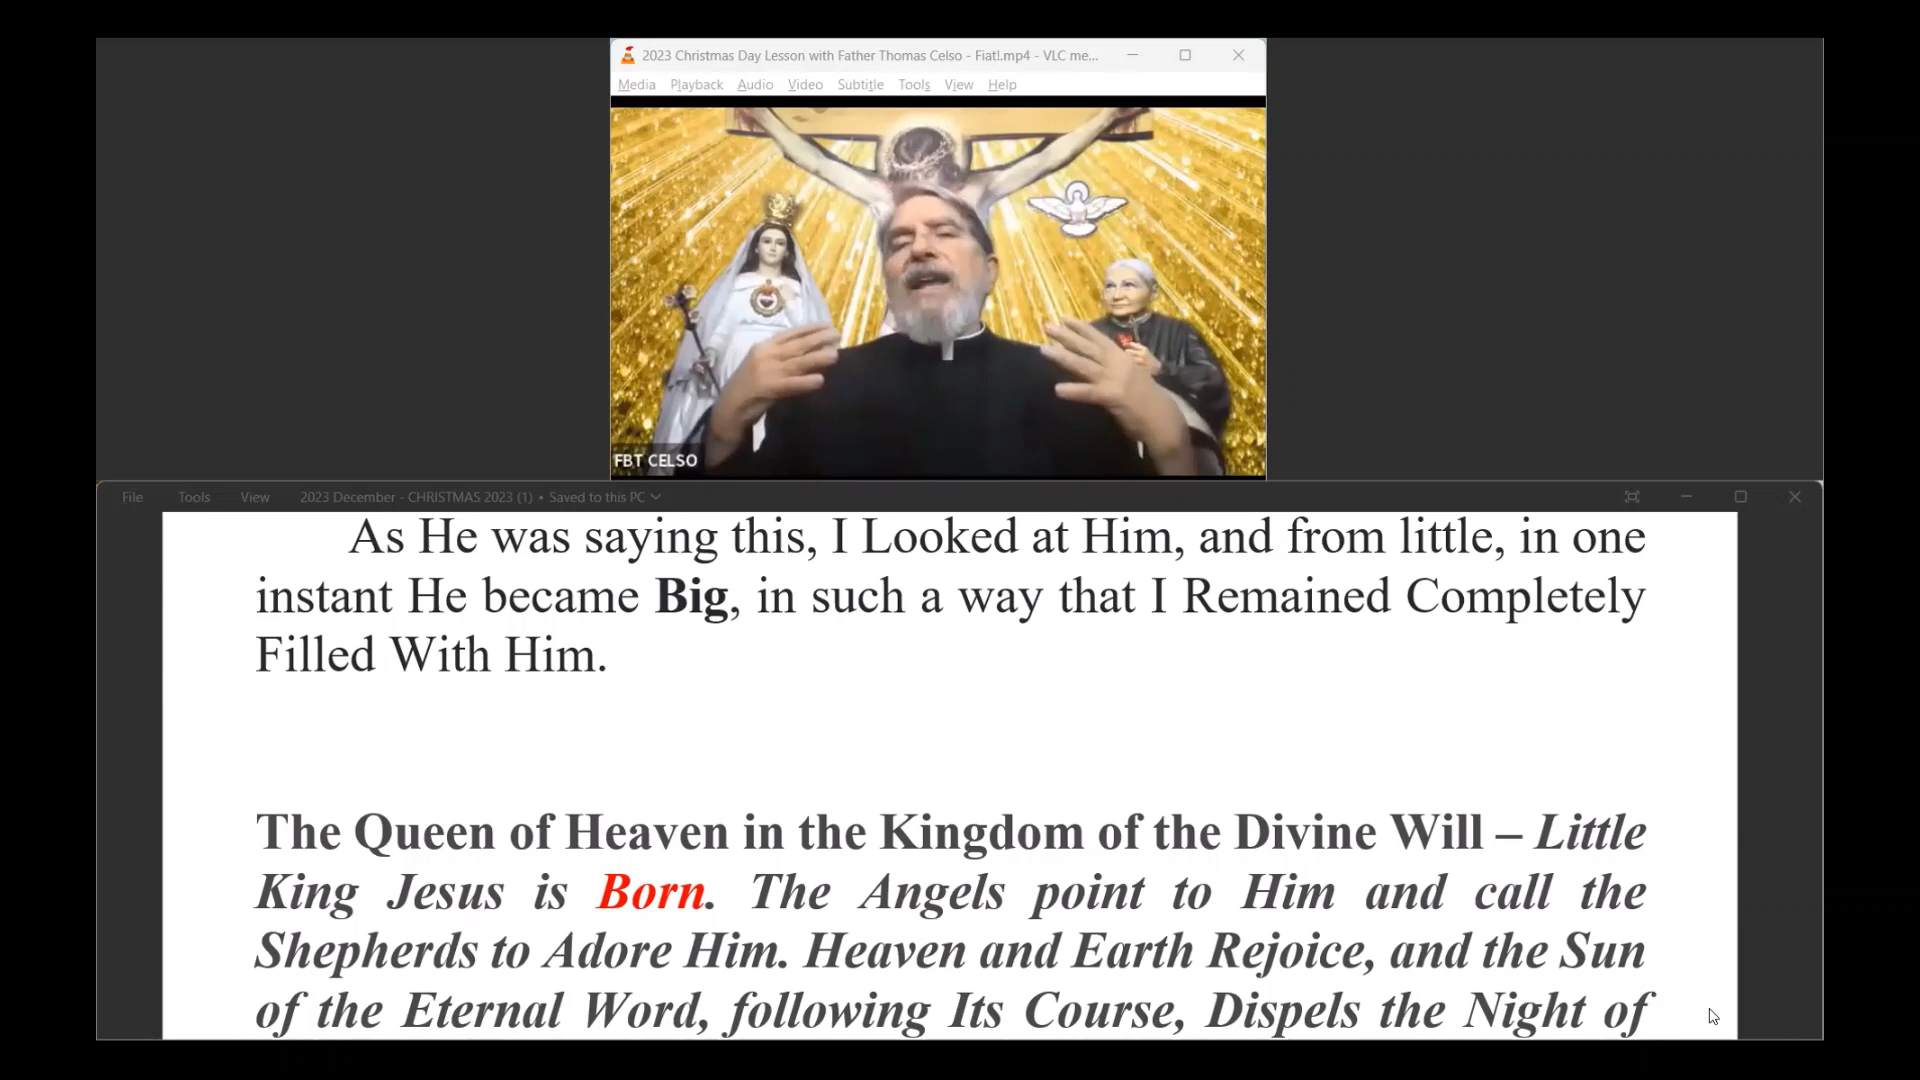 2023 Christmas Day Lesson with Father Thomas Celso - Fiat!.mp4 - VLC me...
Media Playback Audio Video Subtitle Tools View Help
FBT CELSO
File Tools View 2023 December - CHRISTMAS 2023 (1) • Saved to this PC
As He was saying this, I Looked at Him, and from little, in one
instant He became Big, in such a way that I Remained Completely
Filled With Him.
The Queen of Heaven in the Kingdom of the Divine Will – Little
King Jesus is Born. The Angels point to Him and call the
Shepherds to Adore Him. Heaven and Earth Rejoice, and the Sun
of the Eternal Word, following Its Course, Dispels the Night of